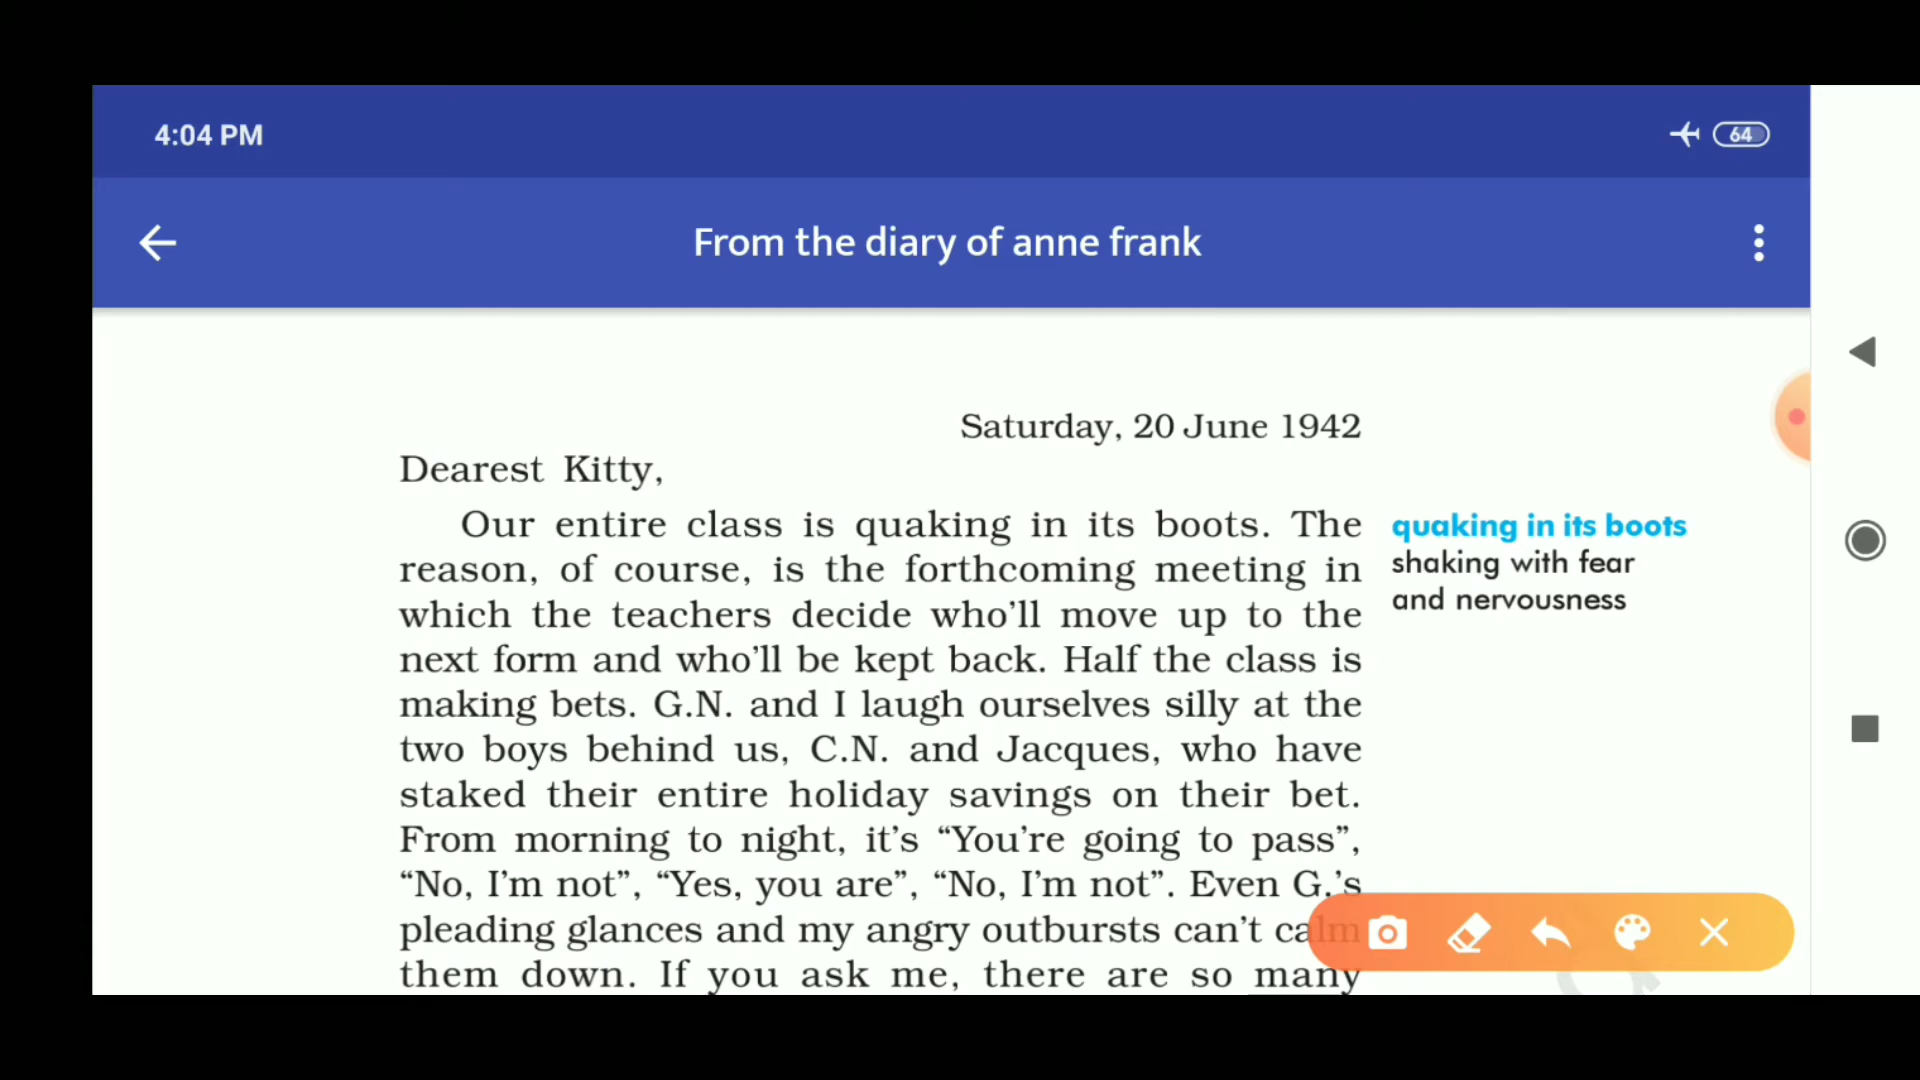 4:04 PM
64
From the diary of anne frank
Saturday, 20 June 1942
Dearest Kitty,
Our entire class is quaking in its boots. The
reason, of course, is the forthcoming meeting in
which the teachers decide who’ll move up to the
next form and who’ll be kept back. Half the class is
making bets. G.N. and I laugh ourselves silly at the
two boys behind us, C.N. and Jacques, who have
staked their entire holiday savings on their bet.
From morning to night, it’s “You’re going to pass”,
“No, I’m not”, “Yes, you are”, “No, I’m not”. Even G.’s
pleading glances and my angry outbursts can’t calm
them down. If you ask me, there are so many
quaking in its boots
shaking with fear
and nervousness